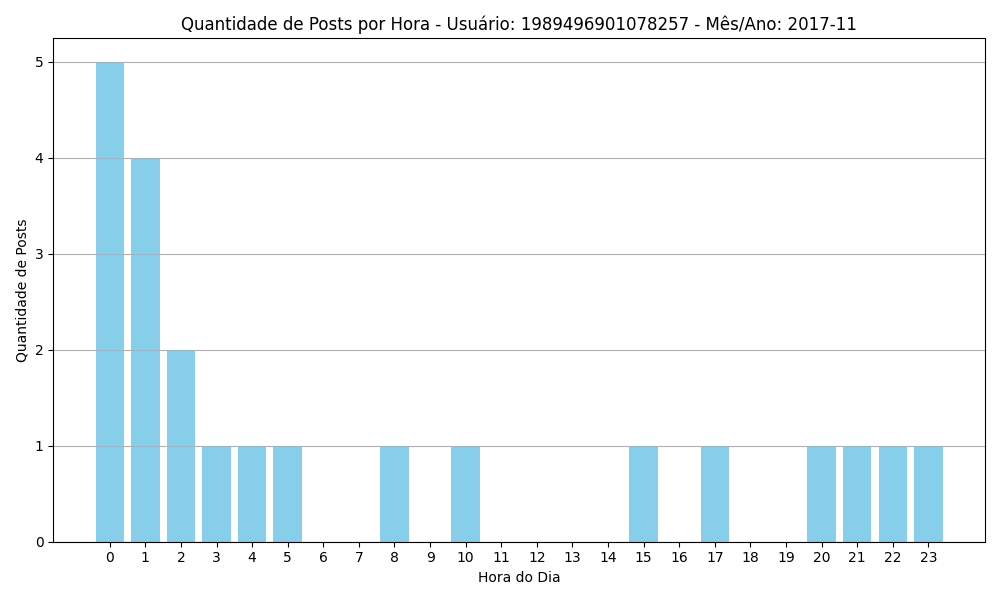 Quantidade de Posts por Hora - Usuário: 1989496901078257 - Mês/Ano: 2017-11
Quantidade de Posts
5
4
3
2
1
0
0 1 2 3 4 5 6 7 8 9 10 11 12 13 14 15 16 17 18 19 20 21 22 23
Hora do Dia